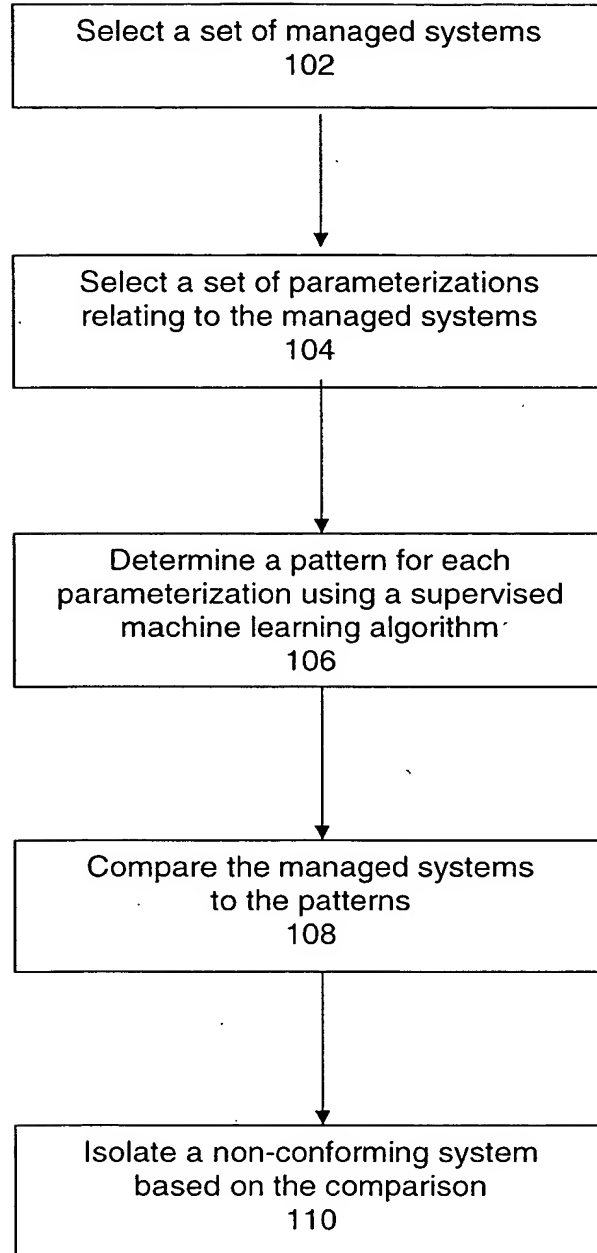 Select a set of managed systems
102
Select a set of parameterizations
relating to the managed systems
104
Determine a pattern for each
parameterization using a supervised
machine learning algorithm
106
Compare the managed systems
to the patterns
108
Isolate a non-conforming system
based on the comparison
110